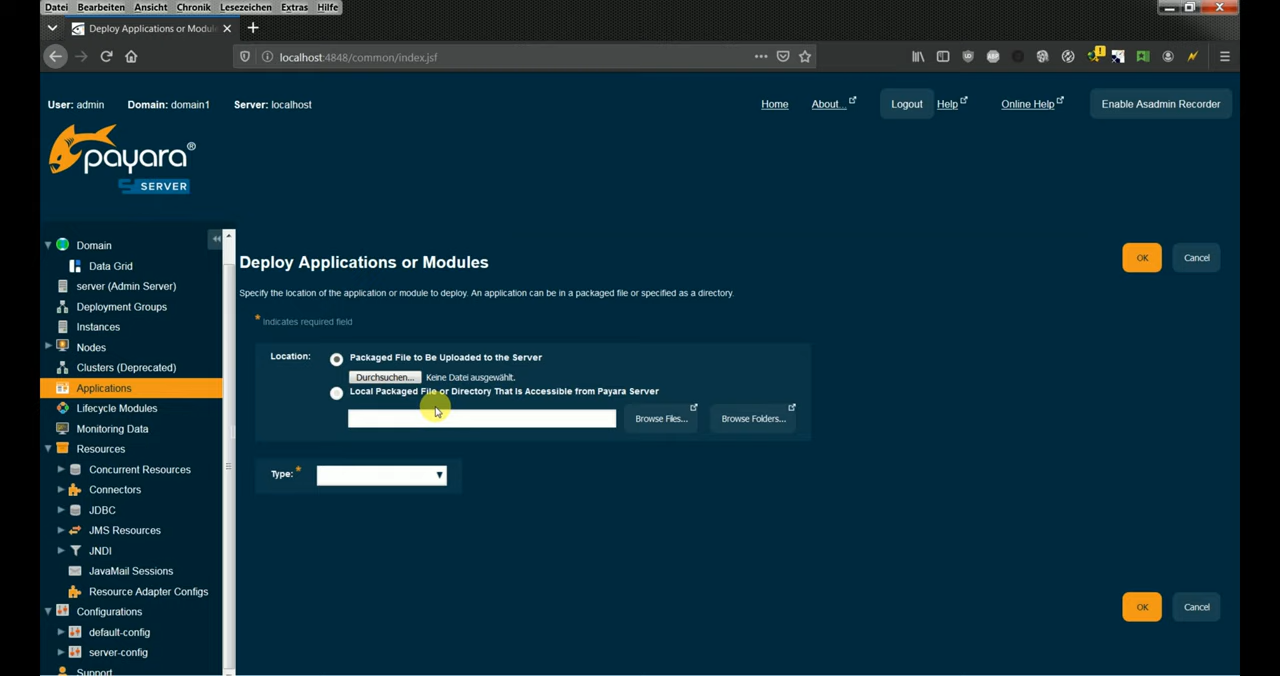 Datei Bearbeiten Ansicht Chronik Lesezeichen Extras Hilfe
Deploy Applications or Modul
localhost:4848/common/index.jsf
User: admin Domain: domain1 Server: localhost
Home About... Logout Help Online Help Enable Asadmin Recorder
payara®
SERVER
Domain
Data Grid
server (Admin Server)
Deployment Groups
Instances
Nodes
Clusters (Deprecated)
Applications
Lifecycle Modules
Monitoring Data
Resources
Concurrent Resources
Connectors
JDBC
JMS Resources
JNDI
JavaMail Sessions
Resource Adapter Configs
Configurations
default-config
server-config
Support
Deploy Applications or Modules
OK Cancel
Specify the location of the application or module to deploy. An application can be in a packaged file or specified as a directory.
* Indicates required field
Location: Packaged File to Be Uploaded to the Server
Durchsuchen... Keine Datei ausgewählt.
Local Packaged File or Directory That Is Accessible from Payara Server
Browse Files... Browse Folders...
Type: *
OK Cancel